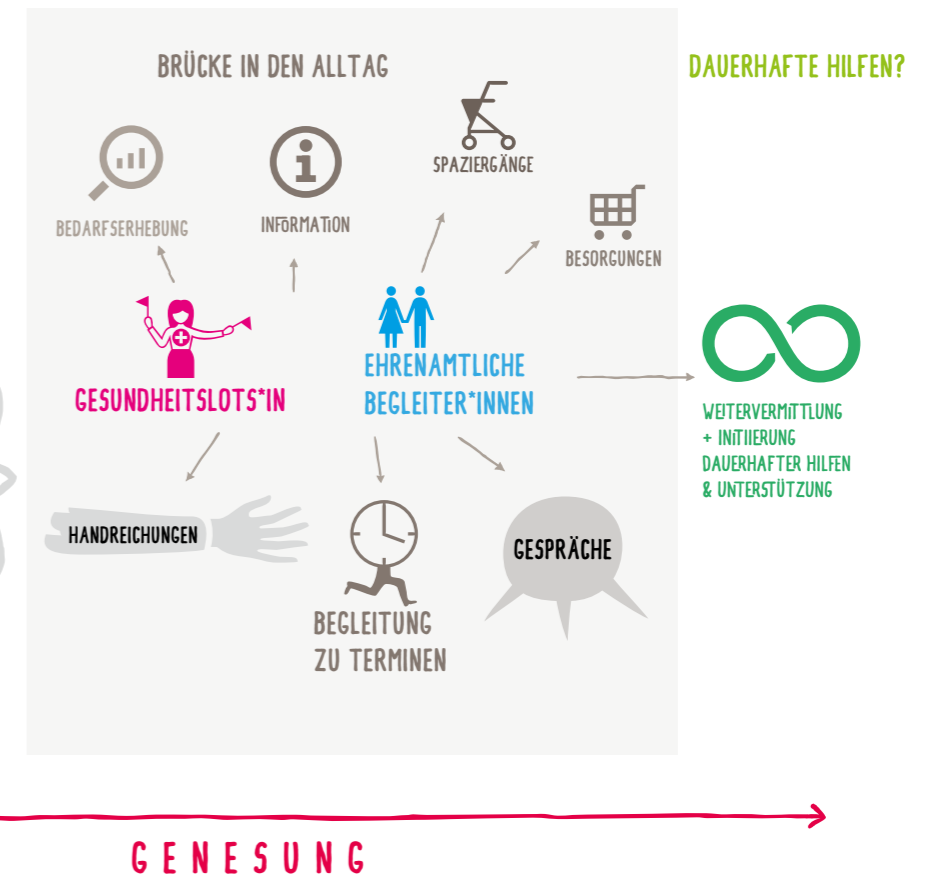 BRÜCKE IN DEN ALLTAG
DAUERHAFTE HILFEN?
SPAZIERGÄNGE
BEDARFSERHEBUNG
INFORMATION
BESORGUNGEN
GESUNDHEITSLOTS*IN
EHRENAMTLICHE
BEGLEITER*INNEN
WEITERVERMITTLUNG
+ INITIIERUNG
DAUERHAFTER HILFEN
& UNTERSTÜTZUNG
HANDREICHUNGEN
GESPRÄCHE
BEGLEITUNG
ZU TERMINEN
GENESUNG